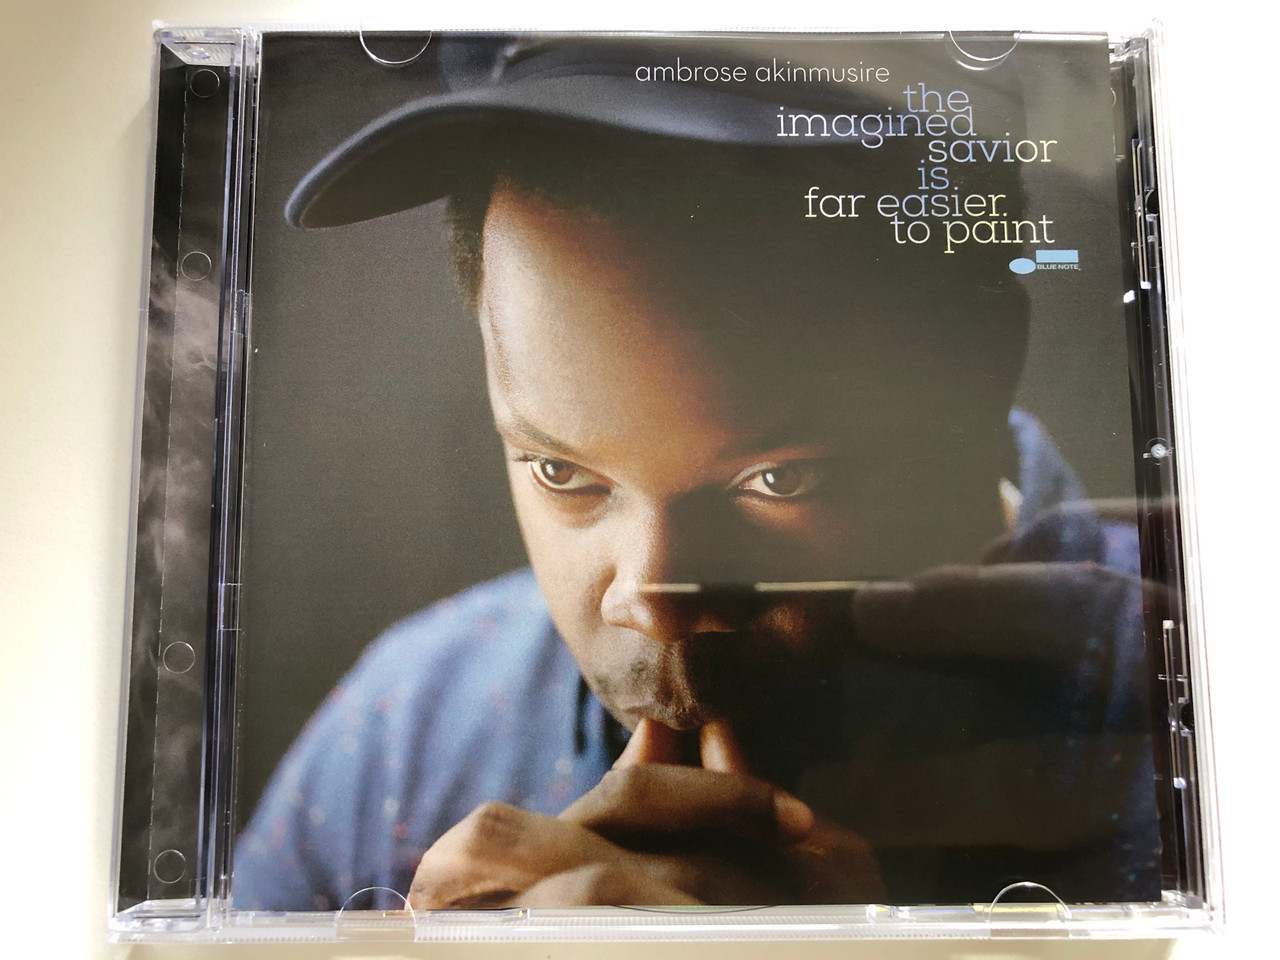 ambrose akinmusire
the
imagined
savior
is
far easier
to paint
BLUE NOTE